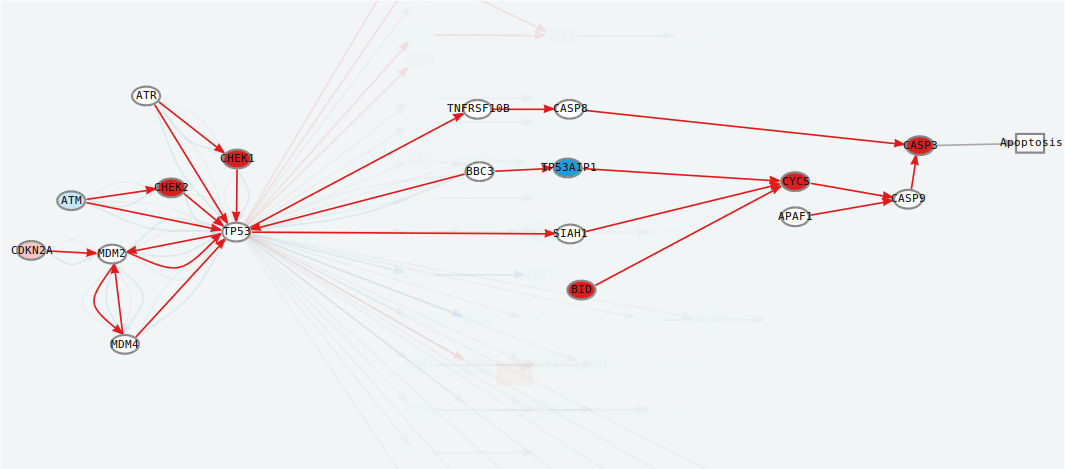 ATR
TNFRSF10B
CASP8
CHEK1
CASP3
Apoptosis
BBC3
TP53AIP1
CHEK2
CYCS
ATM
CASP9
APAF1
TP53
SIAH1
CDKN2A
MDM2
BID
MDM4